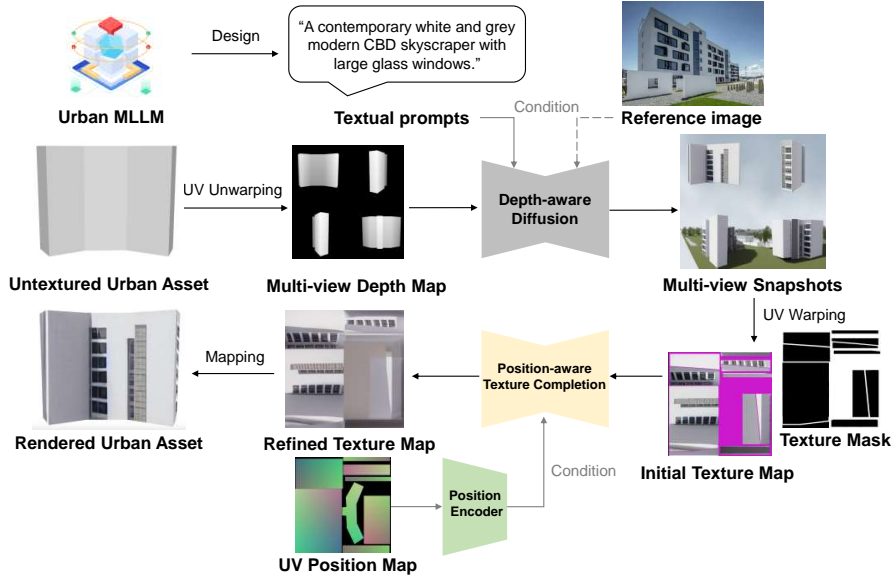 Design
“A contemporary white and grey
modern CBD skyscraper with
large glass windows.”
Urban MLLM
Textual prompts
Condition
Reference image
UV Unwarping
Depth-aware
Diffusion
Untextured Urban Asset
Multi-view Depth Map
Multi-view Snapshots
UV Warping
Mapping
Position-aware
Texture Completion
Rendered Urban Asset
Refined Texture Map
Initial Texture Map
Texture Mask
Condition
Position
Encoder
UV Position Map